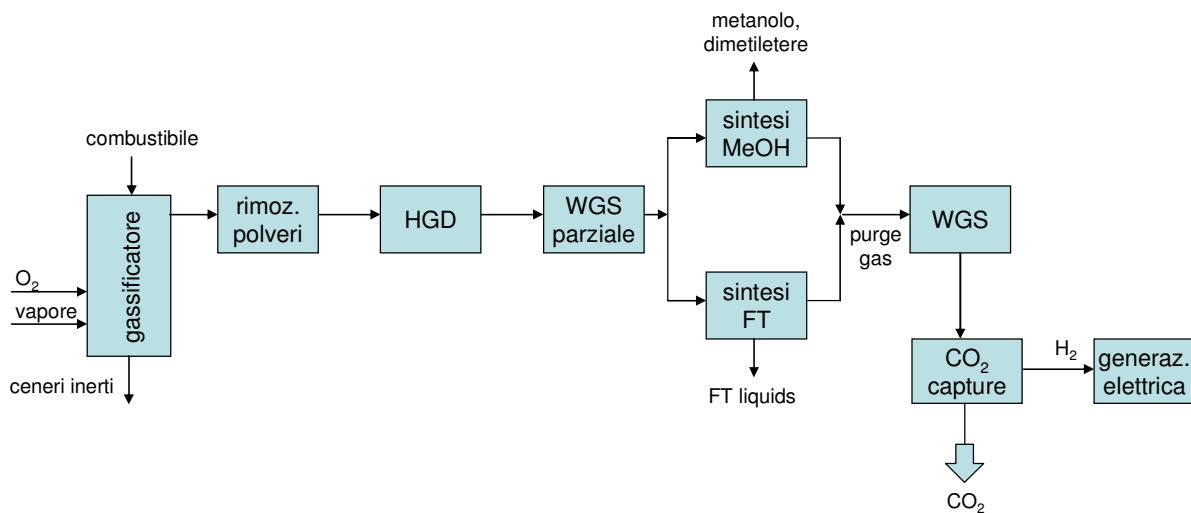 metanolo,
dimetiletere
combustibile
sintesi
MeOH
gassificatore
rimoz.
polveri
HGD
WGS
parziale
purge
gas
WGS
O₂
vapore
ceneri inerti
sintesi
FT
FT liquids
CO₂
capture
H₂
generaz.
elettrica
CO₂